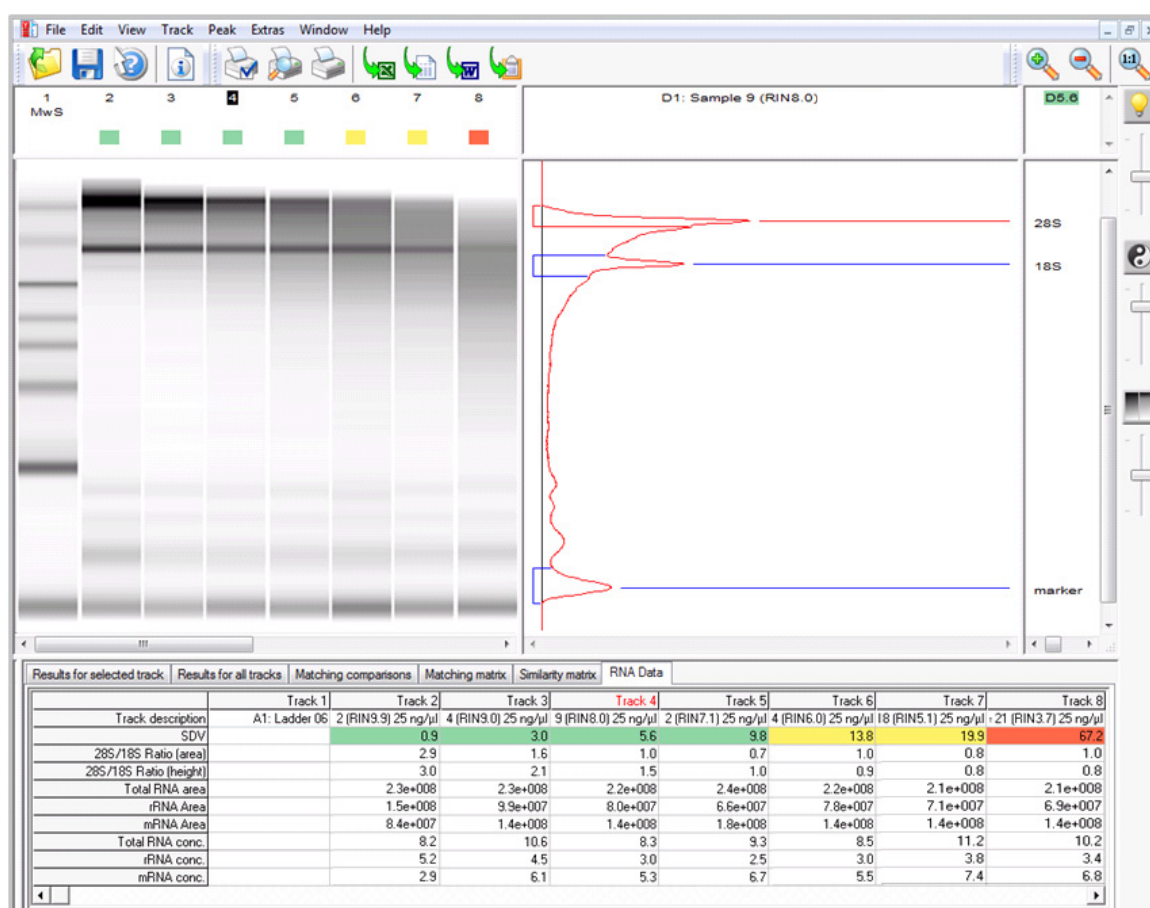 File Edit View Track Peak Extras Window Help
1:1
1 2 3 4 5 6 7 8
MwS
D1: Sample 9 (RIN8.0)
D5.6
28S
18S
marker
Results for selected track Results for all tracks Matching comparisons Matching matrix Similarity matrix RNA Data
Track 1 Track 2 Track 3 Track 4 Track 5 Track 6 Track 7 Track 8
Track description A1: Ladder 06 2 (RIN9.9) 25 ng/µl 4 (RIN9.0) 25 ng/µl 9 (RIN8.0) 25 ng/µl 2 (RIN7.1) 25 ng/µl 4 (RIN6.0) 25 ng/µl 18 (RIN5.1) 25 ng/µl 21 (RIN3.7) 25 ng/µl
SDV 0.9 3.0 5.6 9.8 13.8 19.9 67.2
28S/18S Ratio (area) 2.9 1.6 1.0 0.7 1.0 0.8 1.0
28S/18S Ratio (height) 3.0 2.1 1.5 1.0 0.9 0.8 0.8
Total RNA area 2.3e+008 2.3e+008 2.2e+008 2.4e+008 2.2e+008 2.1e+008 2.1e+008
rRNA Area 1.5e+008 9.9e+007 8.0e+007 6.6e+007 7.8e+007 7.1e+007 6.9e+007
mRNA Area 8.4e+007 1.4e+008 1.4e+008 1.8e+008 1.4e+008 1.4e+008 1.4e+008
Total RNA conc. 8.2 10.6 8.3 9.3 8.5 11.2 10.2
rRNA conc. 5.2 4.5 3.0 2.5 3.0 3.8 3.4
mRNA conc. 2.9 6.1 5.3 6.7 5.5 7.4 6.8